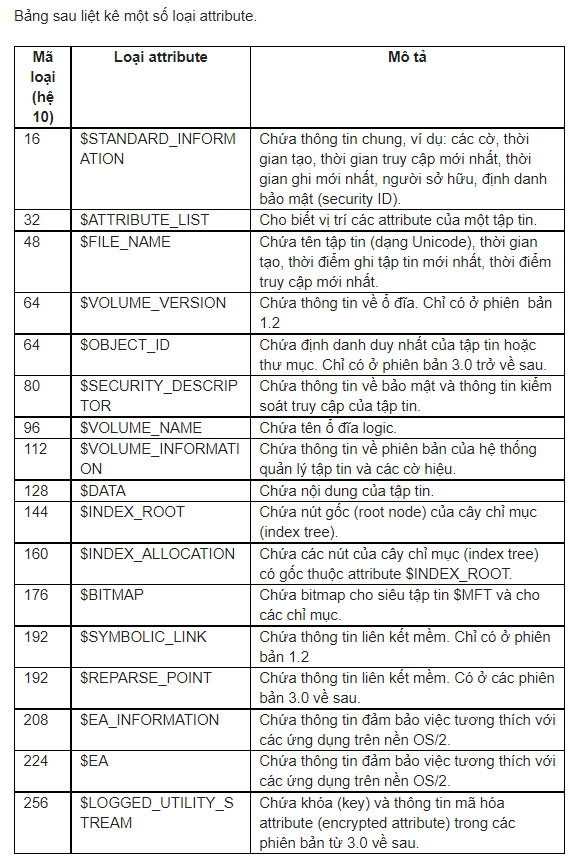 Bảng sau liệt kê một số loại attribute.
Mã
loại
(hệ
10)
Loại attribute
Mô tả
16
$STANDARD_INFORM
ATION
Chứa thông tin chung, ví dụ: các cờ, thời
gian tạo, thời gian truy cập mới nhất, thời
gian ghi mới nhất, người sở hữu, định danh
bảo mật (security ID).
32
$ATTRIBUTE_LIST
Cho biết vị trí các attribute của một tập tin.
48
$FILE_NAME
Chứa tên tập tin (dạng Unicode), thời gian
tạo, thời điểm ghi tập tin mới nhất, thời điểm
truy cập mới nhất.
64
$VOLUME_VERSION
Chứa thông tin về ổ đĩa. Chỉ có ở phiên  bản
1.2
64
$OBJECT_ID
Chứa định danh duy nhất của tập tin hoặc
thư mục. Chỉ có ở phiên bản 3.0 trở về sau.
80
$SECURITY_DESCRIP
TOR
Chứa thông tin về bảo mật và thông tin kiểm
soát truy cập của tập tin.
96
$VOLUME_NAME
Chứa tên ổ đĩa logic.
112
$VOLUME_INFORMATI
ON
Chứa thông tin về phiên bản của hệ thống
quản lý tập tin và các cờ hiệu.
128
$DATA
Chứa nội dung của tập tin.
144
$INDEX_ROOT
Chứa nút gốc (root node) của cây chỉ mục
(index tree).
160
$INDEX_ALLOCATION
Chứa các nút của cây chỉ mục (index tree)
có gốc thuộc attribute $INDEX_ROOT.
176
$BITMAP
Chứa bitmap cho siêu tập tin $MFT và cho
các chỉ mục.
192
$SYMBOLIC_LINK
Chứa thông tin liên kết mềm. Chỉ có ở phiên
bản 1.2
192
$REPARSE_POINT
Chứa thông tin liên kết mềm. Có ở các phiên
bản 3.0 về sau.
208
$EA_INFORMATION
Chứa thông tin đảm bảo việc tương thích với
các ứng dụng trên nền OS/2.
224
$EA
Chứa thông tin đảm bảo việc tương thích với
các ứng dụng trên nền OS/2.
256
$LOGGED_UTILITY_S
TREAM
Chứa khóa (key) và thông tin mã hóa
attribute (encrypted attribute) trong các
phiên bản từ 3.0 về sau.